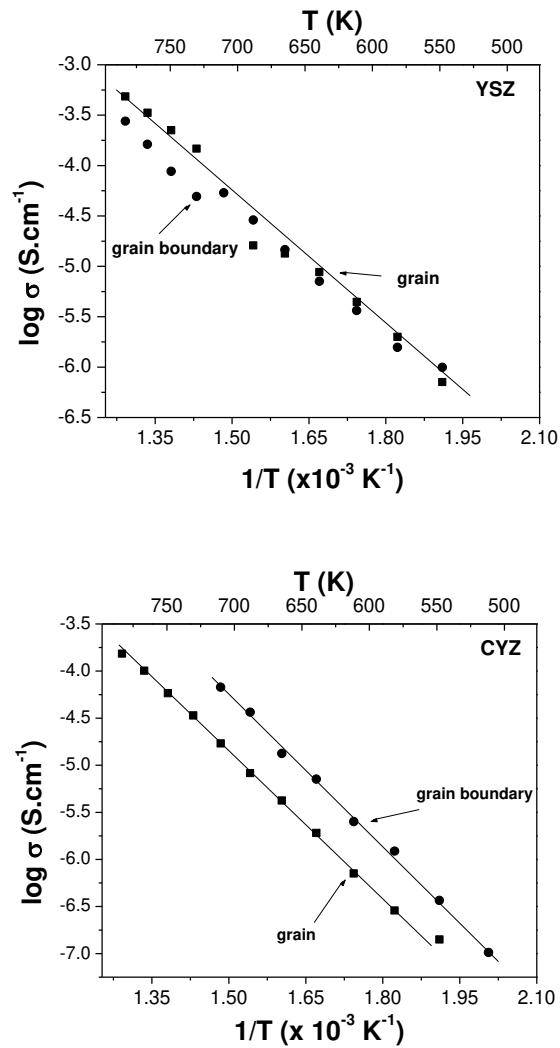 T (K)
750 700 650 600 550 500
YSZ
-3.0
-3.5
-4.0
-4.5
-5.0
-5.5
-6.0
-6.5
log σ (S.cm⁻¹)
grain boundary
grain
1.35 1.50 1.65 1.80 1.95 2.10
1/T (x10⁻³ K⁻¹)
T (K)
750 700 650 600 550 500
CYZ
-3.5
-4.0
-4.5
-5.0
-5.5
-6.0
-6.5
-7.0
log σ (S.cm⁻¹)
grain boundary
grain
1.35 1.50 1.65 1.80 1.95 2.10
1/T (x 10⁻³ K⁻¹)